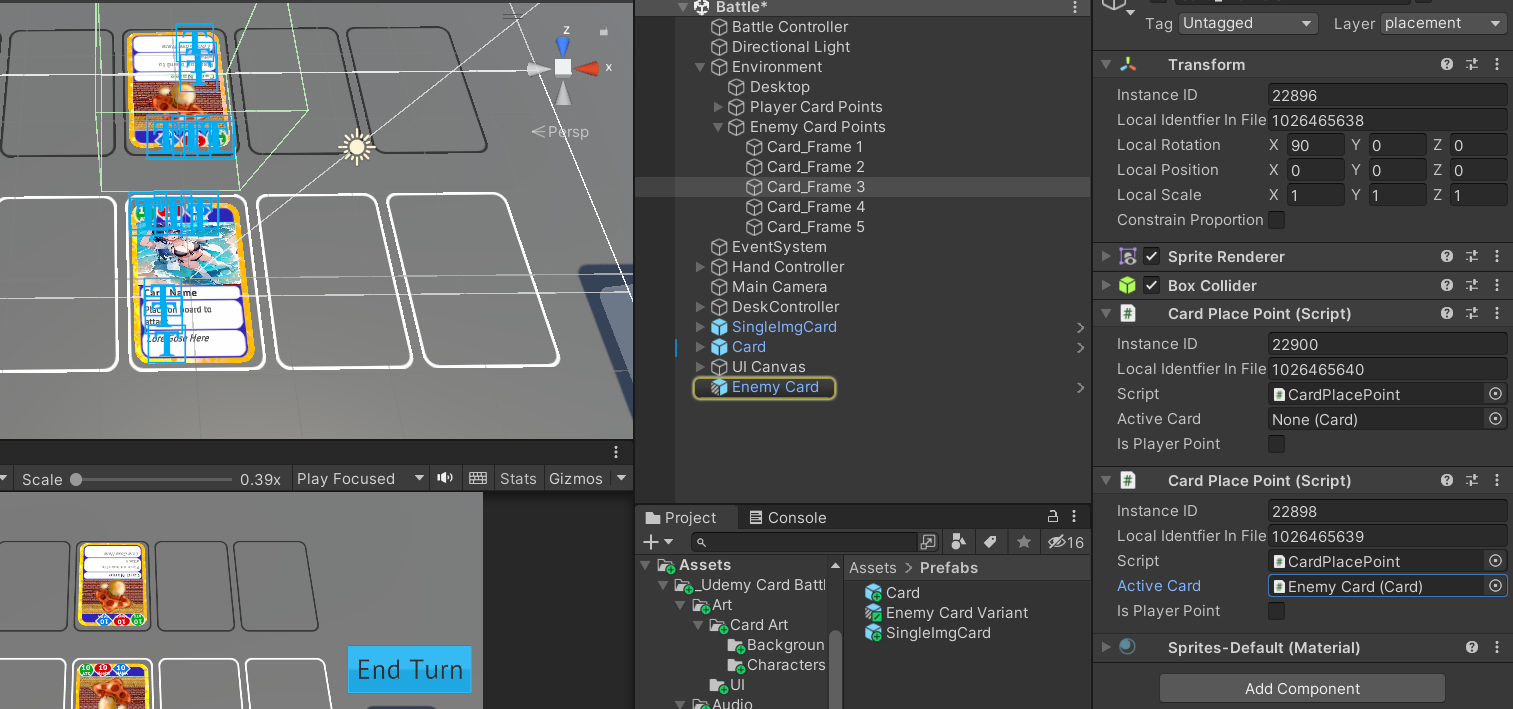 Battle*
Battle Controller
Directional Light
Environment
Desktop
Player Card Points
Enemy Card Points
Card_Frame 1
Card_Frame 2
Card_Frame 3
Card_Frame 4
Card_Frame 5
EventSystem
Hand Controller
Main Camera
DeskController
SingleImgCard
Card
UI Canvas
Enemy Card
z
x
Persp
Card Name
Place on board to
attack
Lore Gose Here
Scale 0.39x Play Focused Stats Gizmos
End Turn
Project Console
16
Assets
_Udemy Card Battl
Art
Card Art
Backgroun
Characters
UI
Audio
Assets > Prefabs
Card
Enemy Card Variant
SingleImgCard
Tag Untagged Layer placement
Transform
Instance ID 22896
Local Identfier In File 1026465638
Local Rotation X 90 Y 0 Z 0
Local Position X 0 Y 0 Z 0
Local Scale X 1 Y 1 Z 1
Constrain Proportion
Sprite Renderer
Box Collider
Card Place Point (Script)
Instance ID 22900
Local Identfier In File 1026465640
Script CardPlacePoint
Active Card None (Card)
Is Player Point
Card Place Point (Script)
Instance ID 22898
Local Identfier In File 1026465639
Script CardPlacePoint
Active Card Enemy Card (Card)
Is Player Point
Sprites-Default (Material)
Add Component